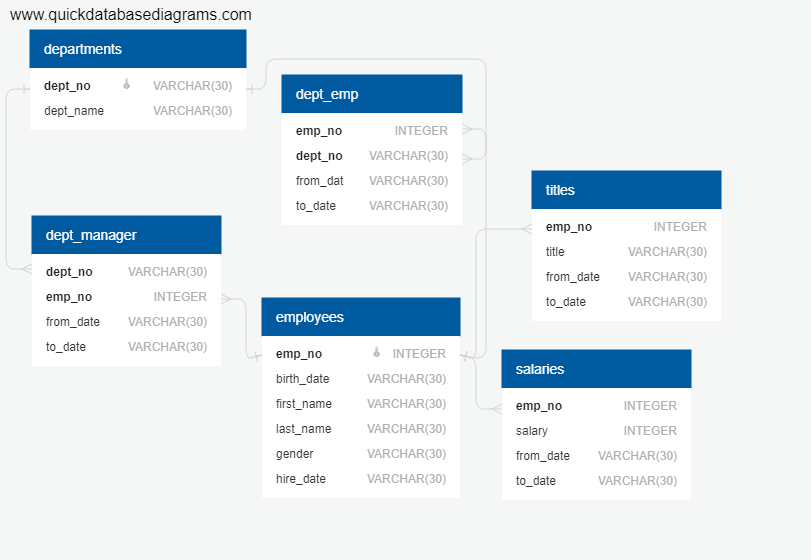 www.quickdatabasediagrams.com
departments
dept_no VARCHAR(30)
dept_name VARCHAR(30)
dept_emp
emp_no INTEGER
dept_no VARCHAR(30)
from_dat VARCHAR(30)
to_date VARCHAR(30)
titles
emp_no INTEGER
title VARCHAR(30)
from_date VARCHAR(30)
to_date VARCHAR(30)
dept_manager
dept_no VARCHAR(30)
emp_no INTEGER
from_date VARCHAR(30)
to_date VARCHAR(30)
employees
emp_no INTEGER
birth_date VARCHAR(30)
first_name VARCHAR(30)
last_name VARCHAR(30)
gender VARCHAR(30)
hire_date VARCHAR(30)
salaries
emp_no INTEGER
salary INTEGER
from_date VARCHAR(30)
to_date VARCHAR(30)